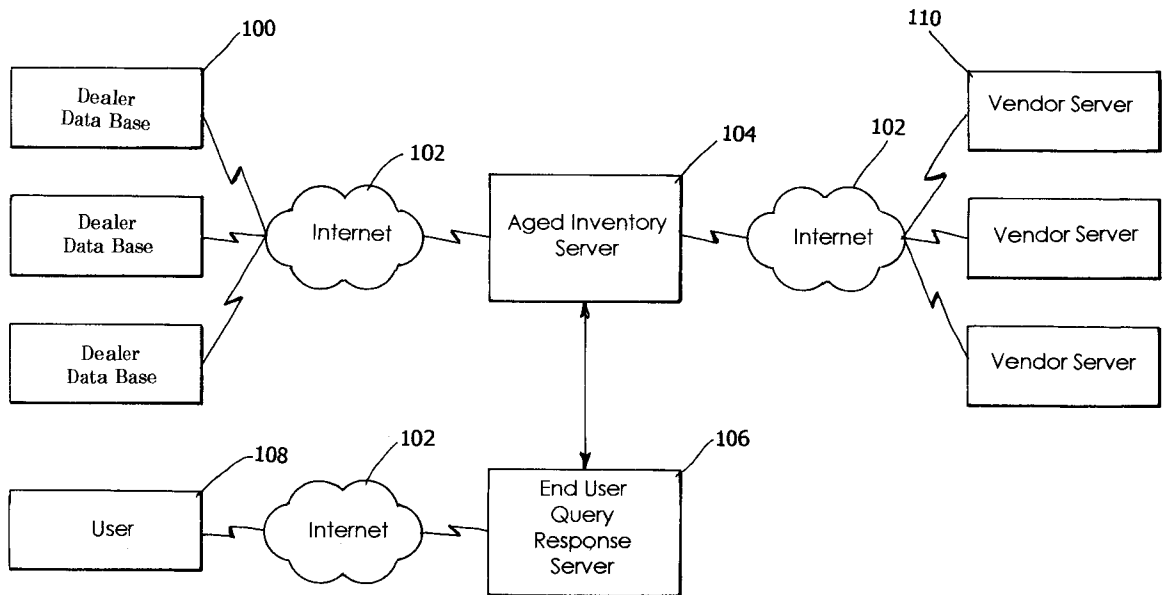 100
110
Dealer
Data Base
Vendor Server
102
104
102
Dealer
Data Base
Internet
Aged Inventory
Server
Internet
Vendor Server
Dealer
Data Base
Vendor Server
108
102
106
User
Internet
End User
Query
Response
Server